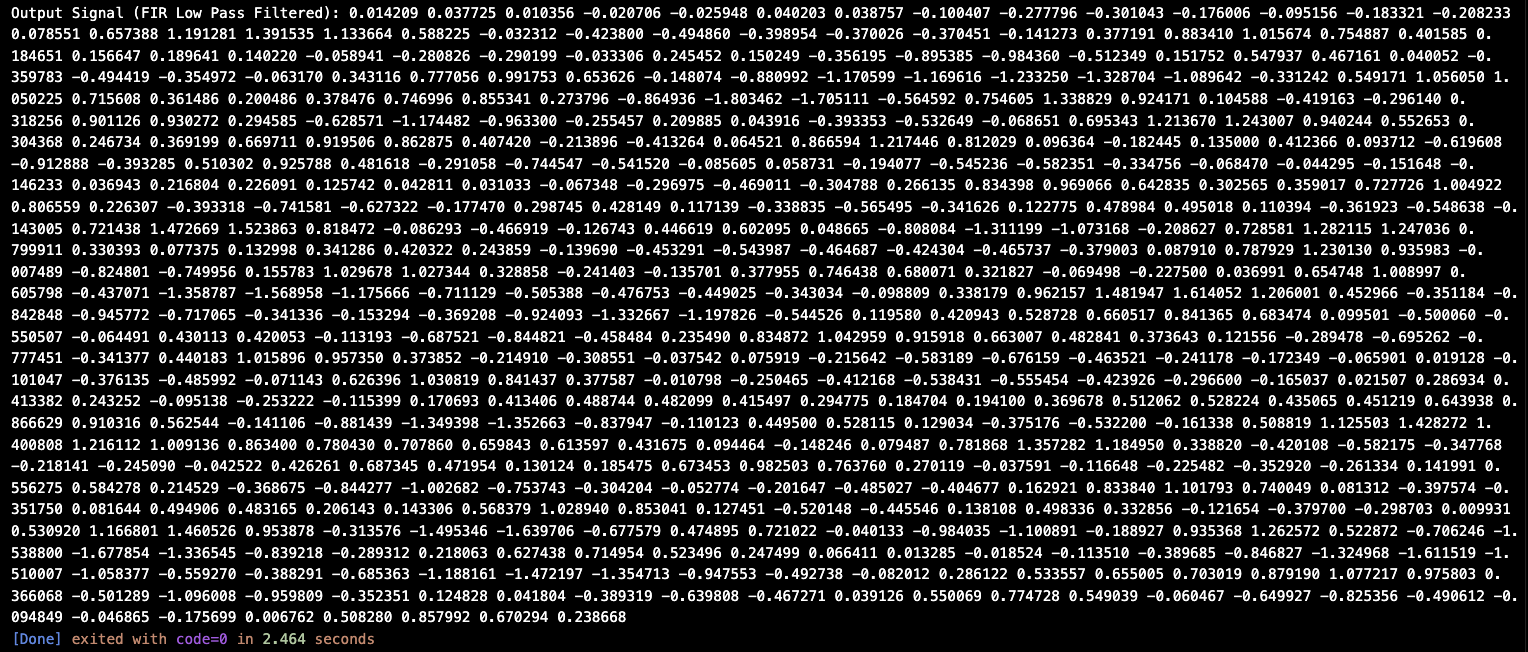 Output Signal (FIR Low Pass Filtered): 0.014209 0.037725 0.010356 -0.020706 -0.025948 0.040203 0.038757 -0.100407 -0.277796 -0.301043 -0.176006 -0.095156 -0.183321 -0.208233
0.078551 0.657388 1.191281 1.391535 1.133664 0.588225 -0.032312 -0.423800 -0.494860 -0.398954 -0.370026 -0.370451 -0.141273 0.377191 0.883410 1.015674 0.754887 0.401585 0.
184651 0.156647 0.189641 0.140220 -0.058941 -0.280826 -0.290199 -0.033306 0.245452 0.150249 -0.356195 -0.895385 -0.984360 -0.512349 0.151752 0.547937 0.467161 0.040052 -0.
359783 -0.494419 -0.354972 -0.063170 0.343116 0.777056 0.991753 0.653626 -0.148074 -0.880992 -1.170599 -1.169616 -1.233250 -1.328704 -1.089642 -0.331242 0.549171 1.056050 1.
050225 0.715608 0.361486 0.200486 0.378476 0.746996 0.855341 0.273796 -0.864936 -1.803462 -1.705111 -0.564592 0.754605 1.338829 0.924171 0.104588 -0.419163 -0.296140 0.
318256 0.901126 0.930272 0.294585 -0.628571 -1.174482 -0.963300 -0.255457 0.209885 0.043916 -0.393353 -0.532649 -0.068651 0.695343 1.213670 1.243007 0.940244 0.552653 0.
304368 0.246734 0.369199 0.669711 0.919506 0.862875 0.407420 -0.213896 -0.413264 0.064521 0.866594 1.217446 0.812029 0.096364 -0.182445 0.135000 0.412366 0.093712 -0.619608
-0.912888 -0.393285 0.510302 0.925788 0.481618 -0.291058 -0.744547 -0.541520 -0.085605 0.058731 -0.194077 -0.545236 -0.582351 -0.334756 -0.068470 -0.044295 -0.151648 -0.
146233 0.036943 0.216804 0.226091 0.125742 0.042811 0.031033 -0.067348 -0.296975 -0.469011 -0.304788 0.266135 0.834398 0.969066 0.642835 0.302565 0.359017 0.727726 1.004922
0.806559 0.226307 -0.393318 -0.741581 -0.627322 -0.177470 0.298745 0.428149 0.117139 -0.338835 -0.565495 -0.341626 0.122775 0.478984 0.495018 0.110394 -0.361923 -0.548638 -0.
143005 0.721438 1.472669 1.523863 0.818472 -0.086293 -0.466919 -0.126743 0.446619 0.602095 0.048665 -0.808084 -1.311199 -1.073168 -0.208627 0.728581 1.282115 1.247036 0.
799911 0.330393 0.077375 0.132998 0.341286 0.420322 0.243859 -0.139690 -0.453291 -0.543987 -0.464687 -0.424304 -0.465737 -0.379003 0.087910 0.787929 1.230130 0.935983 -0.
007489 -0.824801 -0.749956 0.155783 1.029678 1.027344 0.328858 -0.241403 -0.135701 0.377955 0.746438 0.680071 0.321827 -0.069498 -0.227500 0.036991 0.654748 1.008997 0.
605798 -0.437071 -1.358787 -1.568958 -1.175666 -0.711129 -0.505388 -0.476753 -0.449025 -0.343034 -0.098809 0.338179 0.962157 1.481947 1.614052 1.206001 0.452966 -0.351184 -0.
842848 -0.945772 -0.717065 -0.341336 -0.153294 -0.369208 -0.924093 -1.332667 -1.197826 -0.544526 0.119580 0.420943 0.528728 0.660517 0.841365 0.683474 0.099501 -0.500060 -0.
550507 -0.064491 0.430113 0.420053 -0.113193 -0.687521 -0.844821 -0.458484 0.235490 0.834872 1.042959 0.915918 0.663007 0.482841 0.373643 0.121556 -0.289478 -0.695262 -0.
777451 -0.341377 0.440183 1.015896 0.957350 0.373852 -0.214910 -0.308551 -0.037542 0.075919 -0.215642 -0.583189 -0.676159 -0.463521 -0.241178 -0.172349 -0.065901 0.019128 -0.
101047 -0.376135 -0.485992 -0.071143 0.626396 1.030819 0.841437 0.377587 -0.010798 -0.250465 -0.412168 -0.538431 -0.555454 -0.423926 -0.296600 -0.165037 0.021507 0.286934 0.
413382 0.243252 -0.095138 -0.253222 -0.115399 0.170693 0.413406 0.488744 0.482099 0.415497 0.294775 0.184704 0.194100 0.369678 0.512062 0.528224 0.435065 0.451219 0.643938 0.
866629 0.910316 0.562544 -0.141106 -0.881439 -1.349398 -1.352663 -0.837947 -0.110123 0.449500 0.528115 0.129034 -0.375176 -0.532200 -0.161338 0.508819 1.125503 1.428272 1.
400808 1.216112 1.009136 0.863400 0.780430 0.707860 0.659843 0.613597 0.431675 0.094464 -0.148246 0.079487 0.781868 1.357282 1.184950 0.338820 -0.420108 -0.582175 -0.347768
-0.218141 -0.245090 -0.042522 0.426261 0.687345 0.471954 0.130124 0.185475 0.673453 0.982503 0.763760 0.270119 -0.037591 -0.116648 -0.225482 -0.352920 -0.261334 0.141991 0.
556275 0.584278 0.214529 -0.368675 -0.844277 -1.002682 -0.753743 -0.304204 -0.052774 -0.201647 -0.485027 -0.404677 0.162921 0.833840 1.101793 0.740049 0.081312 -0.397574 -0.
351750 0.081644 0.494906 0.483165 0.206143 0.143306 0.568379 1.028940 0.853041 0.127451 -0.520148 -0.445546 0.138108 0.498336 0.332856 -0.121654 -0.379700 -0.298703 0.009931
0.530920 1.166801 1.460526 0.953878 -0.313576 -1.495346 -1.639706 -0.677579 0.474895 0.721022 -0.040133 -0.984035 -1.100891 -0.188927 0.935368 1.262572 0.522872 -0.706246 -1.
538800 -1.677854 -1.336545 -0.839218 -0.289312 0.218063 0.627438 0.714954 0.523496 0.247499 0.066411 0.013285 -0.018524 -0.113510 -0.389685 -0.846827 -1.324968 -1.611519 -1.
510007 -1.058377 -0.559270 -0.388291 -0.685363 -1.188161 -1.472197 -1.354713 -0.947553 -0.492738 -0.082012 0.286122 0.533557 0.655005 0.703019 0.879190 1.077217 0.975803 0.
366068 -0.501289 -1.096008 -0.959809 -0.352351 0.124828 0.041804 -0.389319 -0.639808 -0.467271 0.039126 0.550069 0.774728 0.549039 -0.060467 -0.649927 -0.825356 -0.490612 -0.
094849 -0.046865 -0.175699 0.006762 0.508280 0.857992 0.670294 0.238668
[Done] exited with code=0 in 2.464 seconds